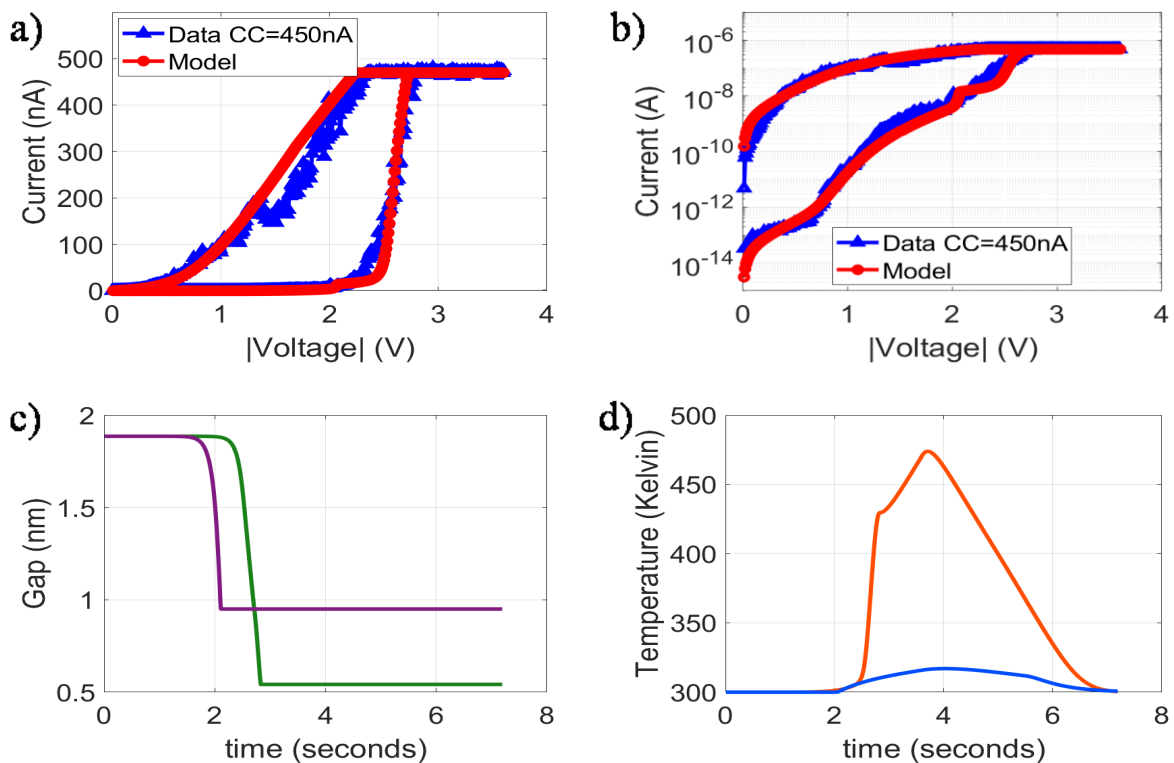 a)
Data CC=450nA
Model
500
400
300
200
100
0
Current (nA)
0 1 2 3 4
|Voltage| (V)
b)
10-6
10-8
10-10
10-12
10-14
Current (A)
Data CC=450nA
Model
0 1 2 3 4
|Voltage| (V)
c)
2
1.5
1
0.5
Gap (nm)
0 2 4 6 8
time (seconds)
d)
500
450
400
350
300
Temperature (Kelvin)
0 2 4 6 8
time (seconds)